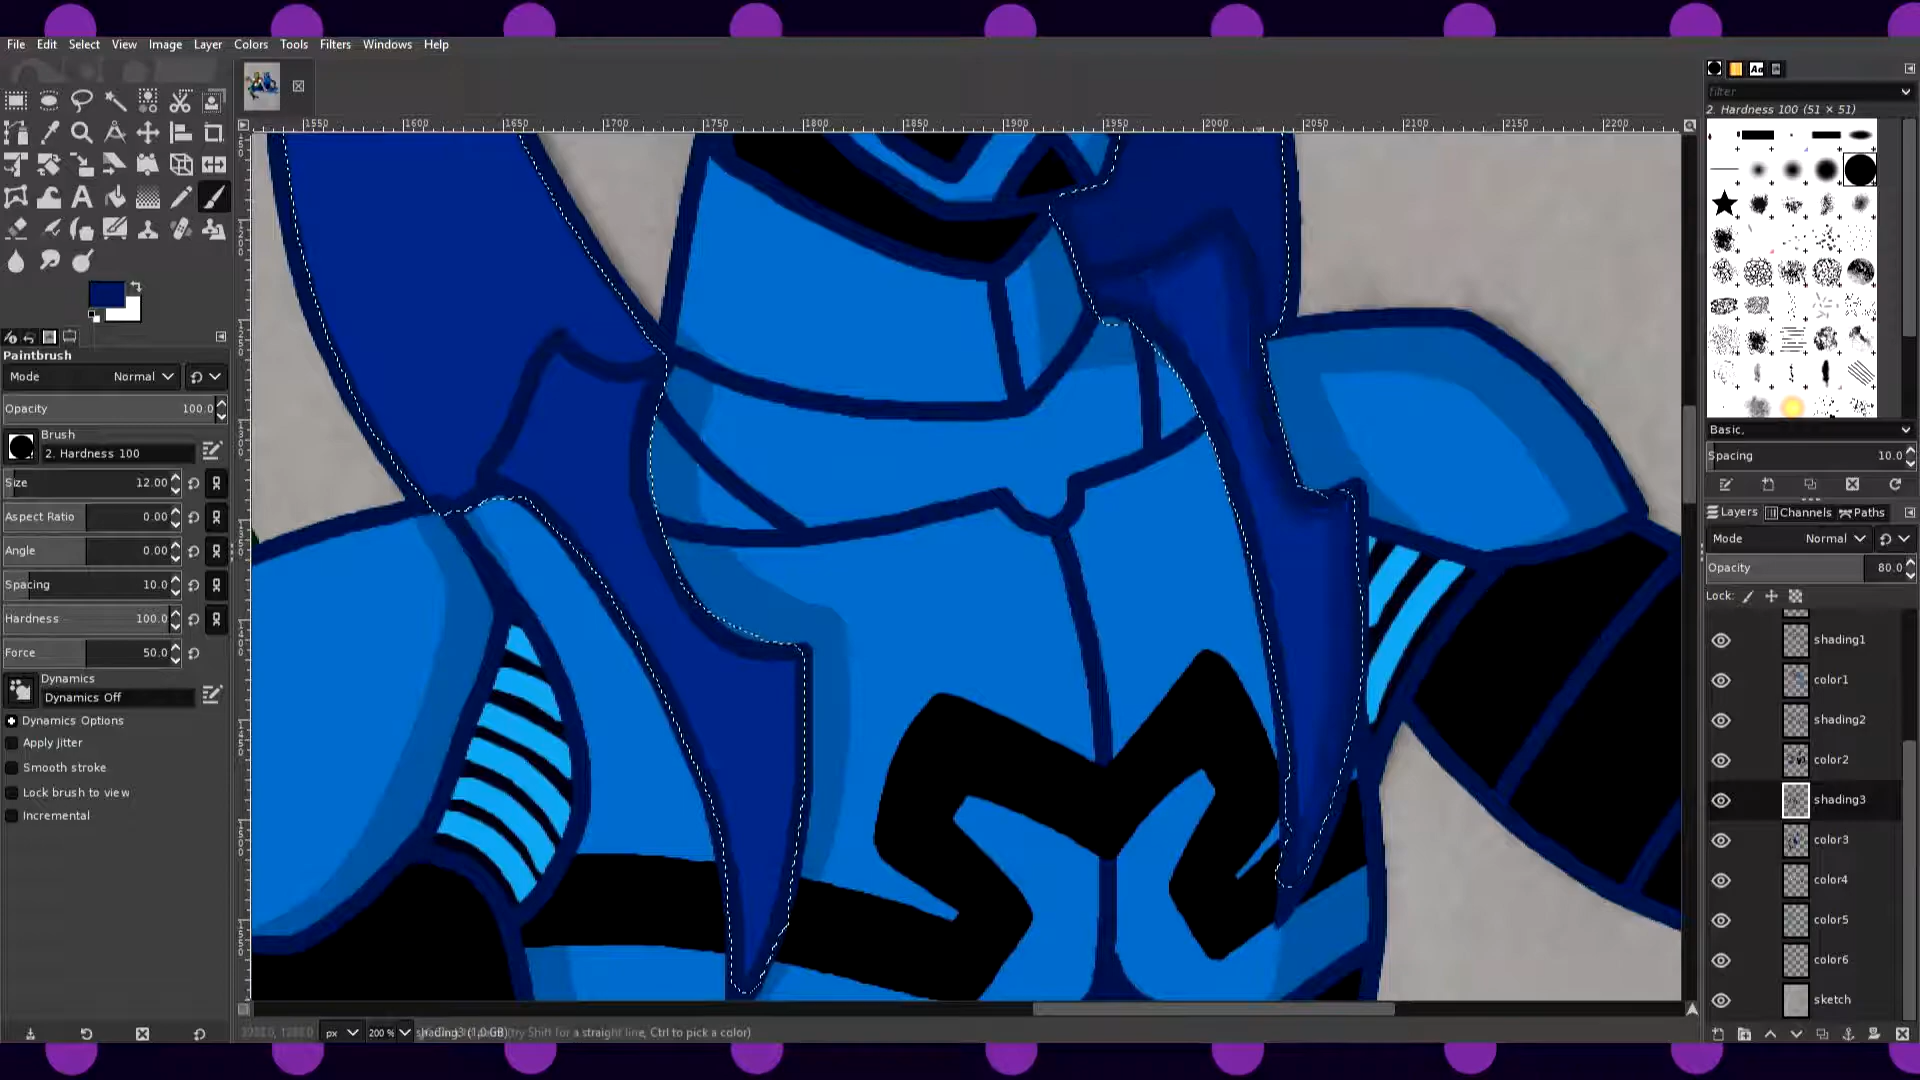 File Edit Select View Image Layer Colors Tools Filters Windows Help
filter
2. Hardness 100 (51 × 51)
1550 1600 1650 1700 1750 1800 1850 1900 1950 2000 2050 2100 2150 2200
Paintbrush
Mode Normal
Opacity 100.0
Brush
2. Hardness 100
Size 12.00
Aspect Ratio 0.00
Angle 0.00
Spacing 10.0
Hardness 100.0
Force 50.0
Dynamics
Dynamics Off
Dynamics Options
Apply Jitter
Smooth stroke
Lock brush to view
Incremental
Basic,
Spacing 10.0
Layers Channels Paths
Mode Normal
Opacity 80.0
Lock:
shading1
color1
shading2
color2
shading3
color3
color4
color5
color6
sketch
px 200 % try Shift for a straight line, Ctrl to pick a color)